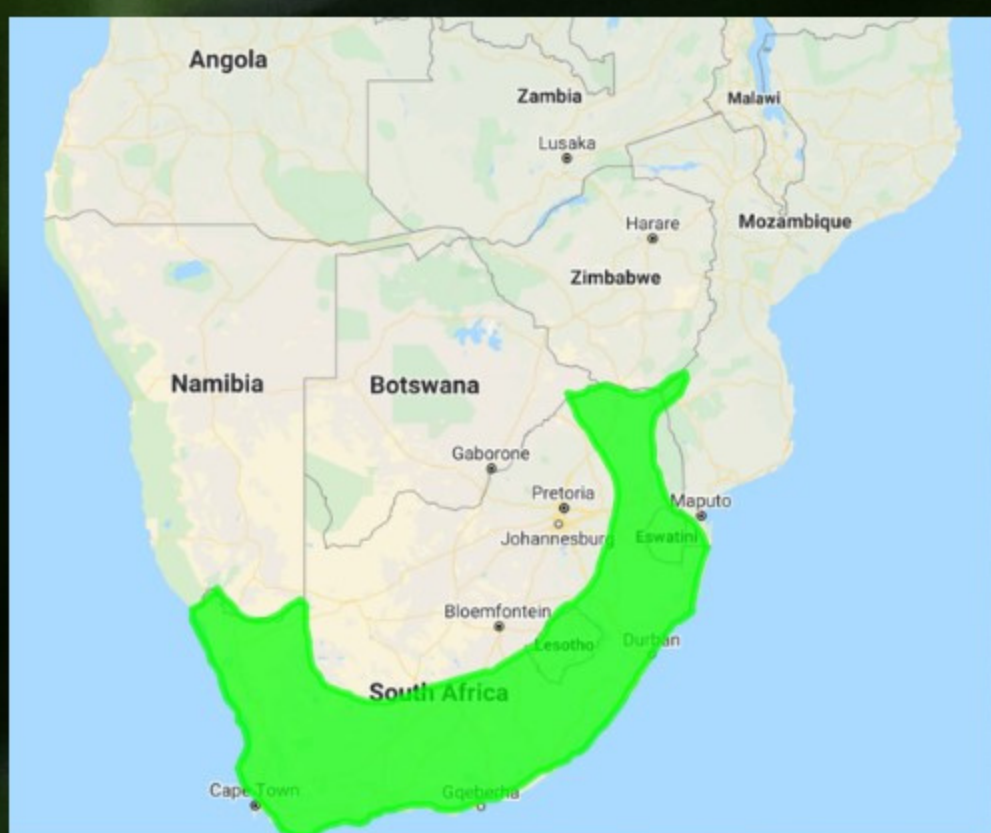 Angola
Zambia
Malawi
Lusaka
Mozambique
Harare
Zimbabwe
Namibia
Botswana
Gaborone
Pretoria
Maputo
Johannesburg
Eswatini
Bloemfontein
Lesotho
Durban
South Africa
Cape Town
Gqeberha